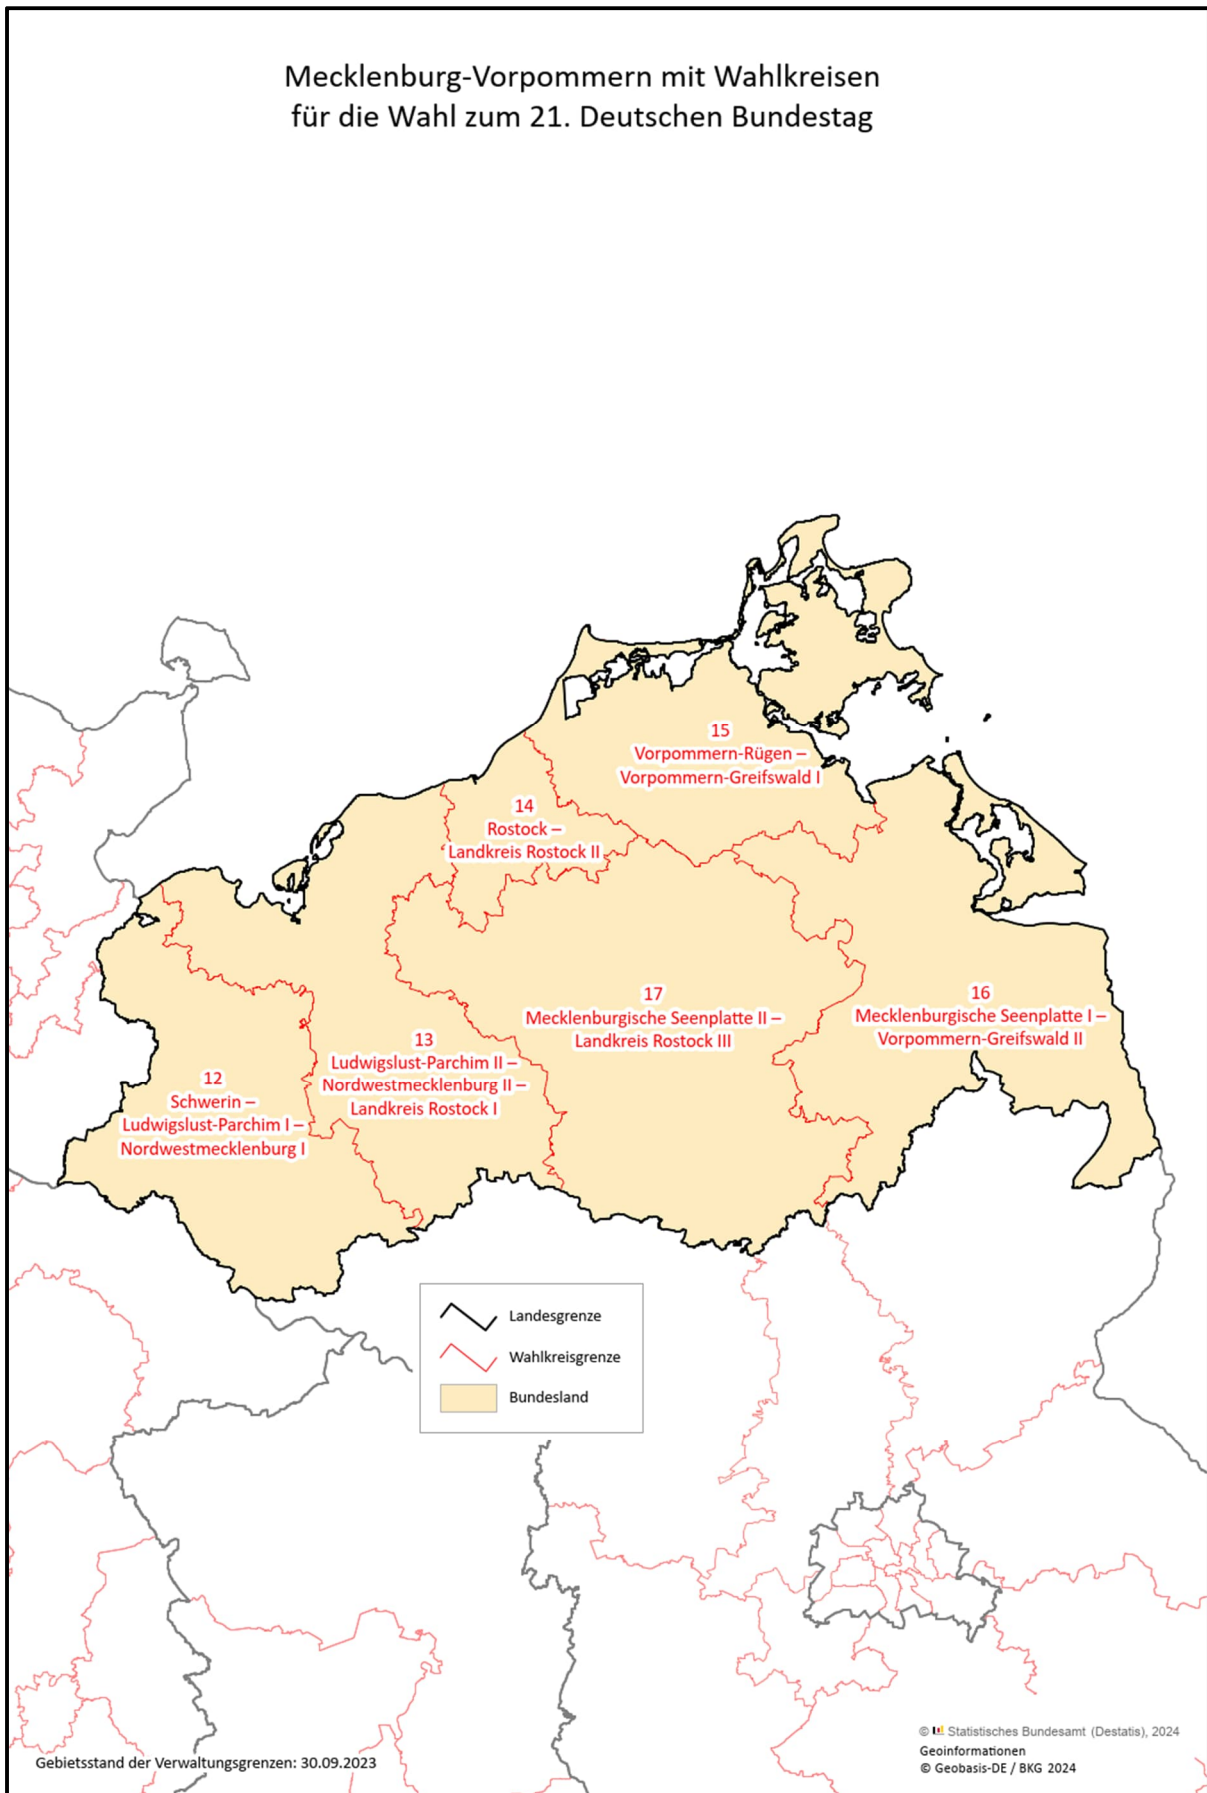 Mecklenburg-Vorpommern mit Wahlkreisen
für die Wahl zum 21. Deutschen Bundestag
15
Vorpommern-Rügen –
Vorpommern-Greifswald I
14
Rostock –
Landkreis Rostock II
17
Mecklenburgische Seenplatte II –
Landkreis Rostock III
16
Mecklenburgische Seenplatte I –
Vorpommern-Greifswald II
13
Ludwigslust-Parchim II –
Nordwestmecklenburg II –
Landkreis Rostock I
12
Schwerin –
Ludwigslust-Parchim I –
Nordwestmecklenburg I
Landesgrenze
Wahlkreisgrenze
Bundesland
Gebietsstand der Verwaltungsgrenzen: 30.09.2023
© Statistisches Bundesamt (Destatis), 2024
Geoinformationen
© Geobasis-DE / BKG 2024